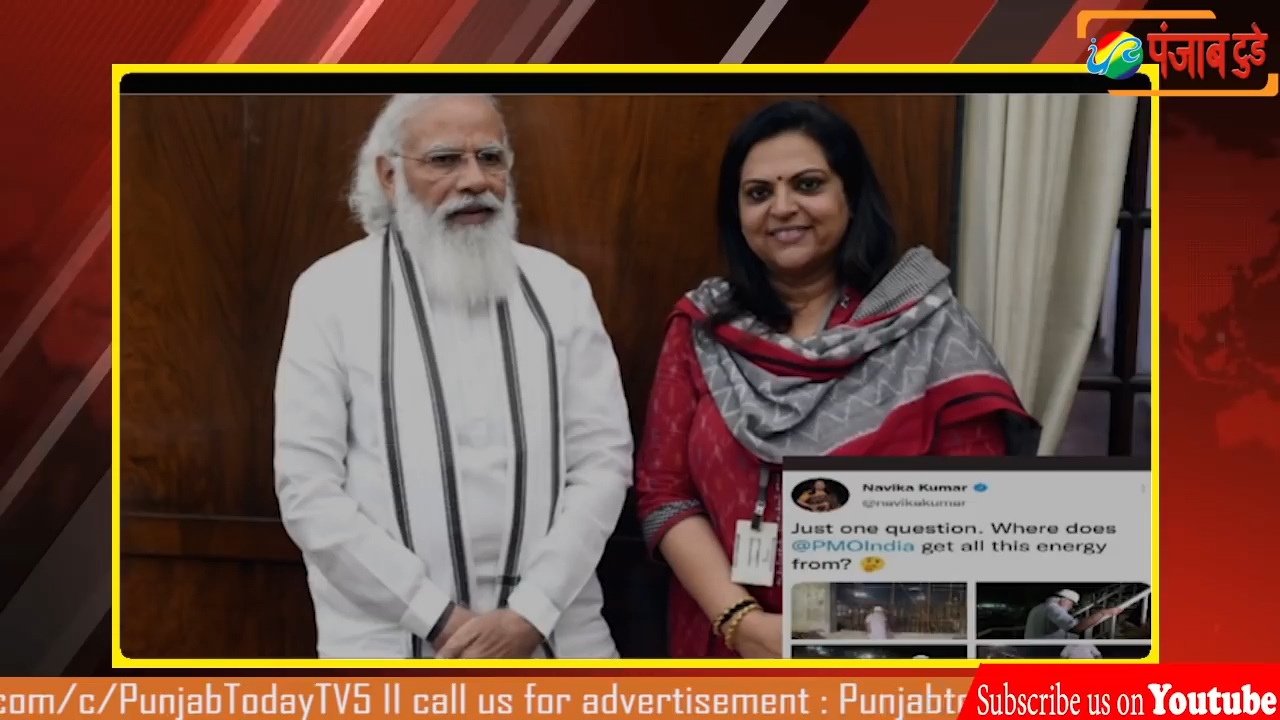 पंजाब टुडे
Navika Kumar
@navikakumar
Just one question. Where does
@PMOIndia get all this energy
from? 🤔
com/c/PunjabTodayTV5 II call us for advertisement : Punjabto
Subscribe us on Youtube